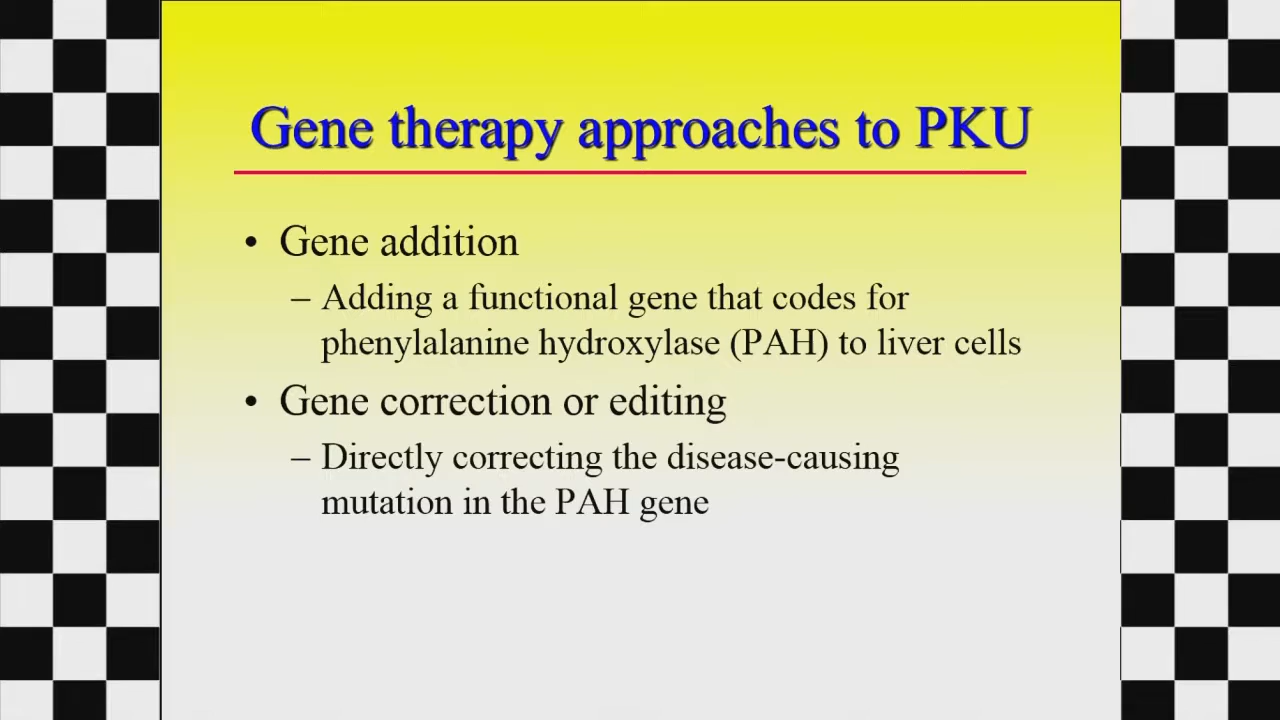 Gene therapy approaches to PKU
• Gene addition
– Adding a functional gene that codes for
phenylalanine hydroxylase (PAH) to liver cells
• Gene correction or editing
– Directly correcting the disease-causing
mutation in the PAH gene